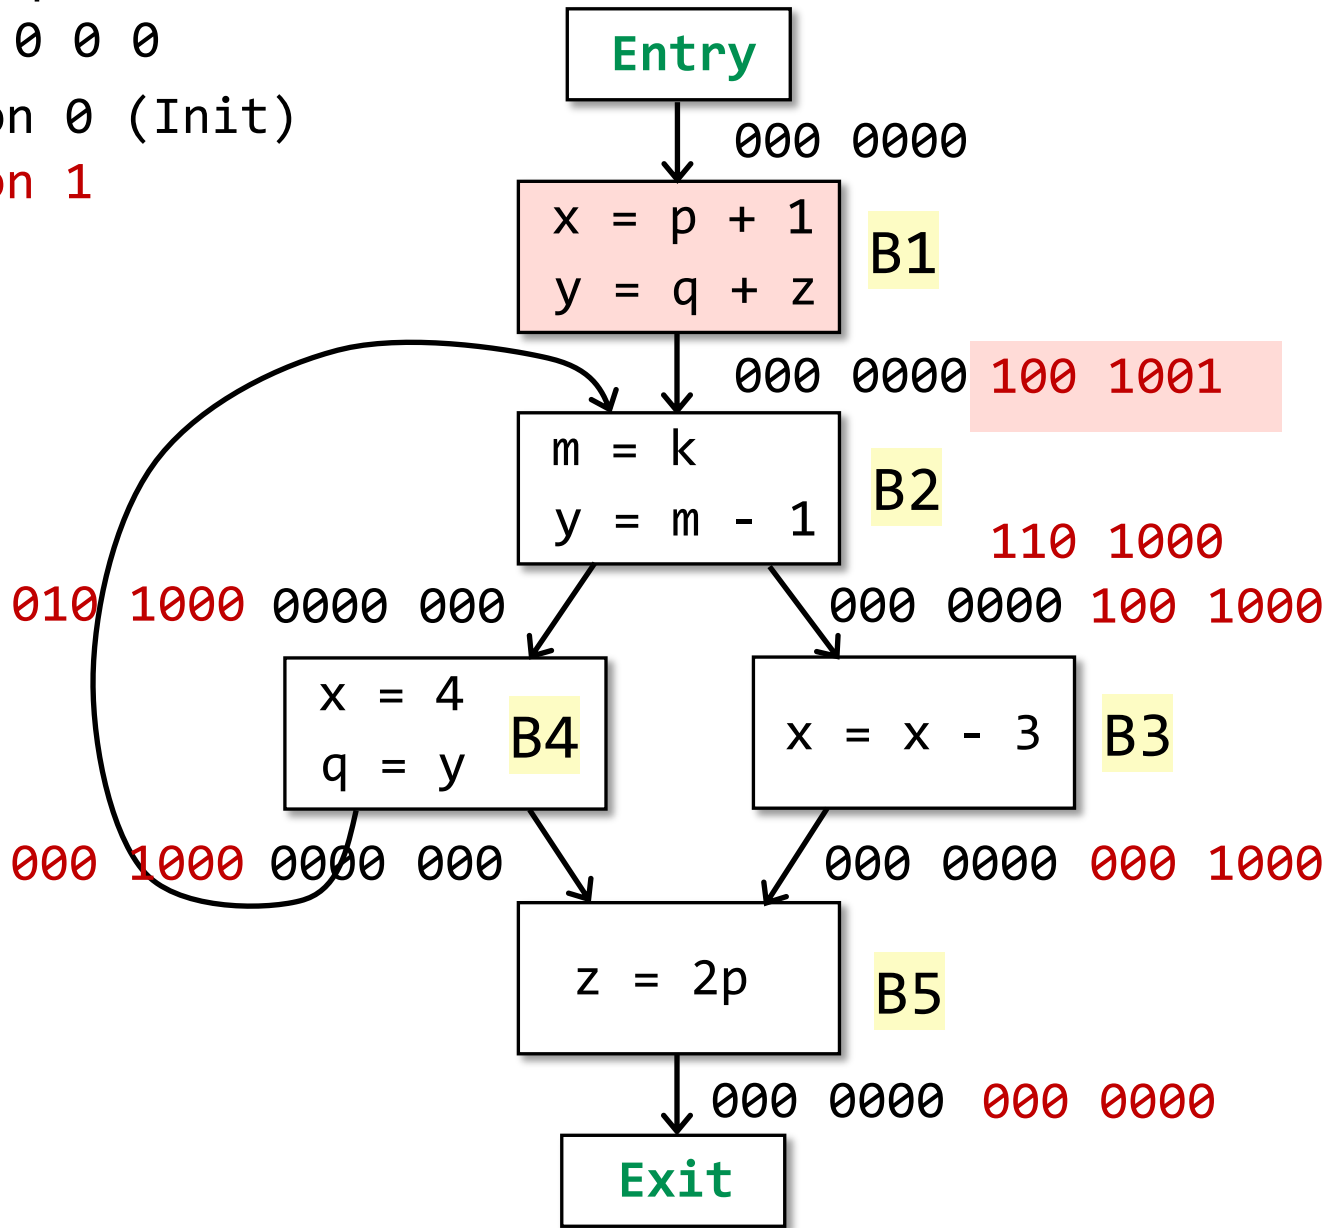 0 0 0
on 0 (Init)
on 1
Entry
000 0000
x = p + 1
y = q + z
B1
000 0000 100 1001
m = k
y = m - 1
B2
110 1000
010 1000 0000 000
000 0000 100 1000
x = 4
q = y
B4
x = x - 3
B3
000 1000 0000 000
000 0000 000 1000
z = 2p
B5
000 0000 000 0000
Exit